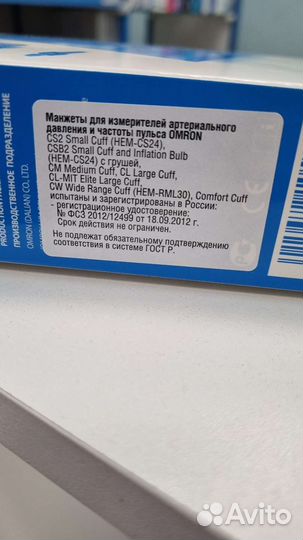 Манжеты для измерителей артериального
давления и частоты пульса OMRON
CS2 Small Cuff (HEM-CS24),
CSB2 Small Cuff and Inflation Bulb
(HEM-CS24) с грушей,
CM Medium Cuff, CL Large Cuff,
CL-MIT Elite Large Cuff,
CW Wide Range Cuff (HEM-RML30), Comfort Cuff
испытаны и зарегистрированы в России:
- регистрационное удостоверение:
№ ФСЗ 2012/12499 от 18.09.2012 г.
Срок действия не ограничен.
Не подлежат обязательному подтверждению
соответствия в системе ГОСТ Р.
ПРОИЗВОДСТВЕННОЕ ПОДРАЗДЕЛЕНИЕ
OMRON (DALIAN) CO., LTD.
Avito